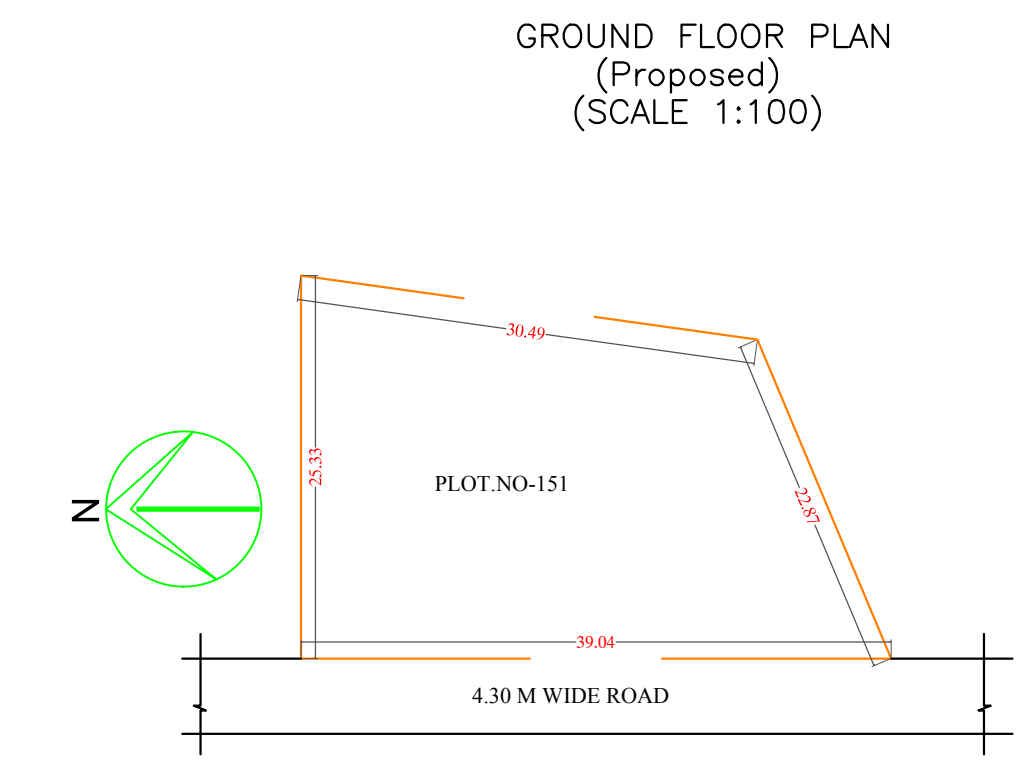 GROUND FLOOR PLAN
(Proposed)
(SCALE 1:100)
30.49
25.33
PLOT.NO-151
22.87
N
39.04
4.30 M WIDE ROAD